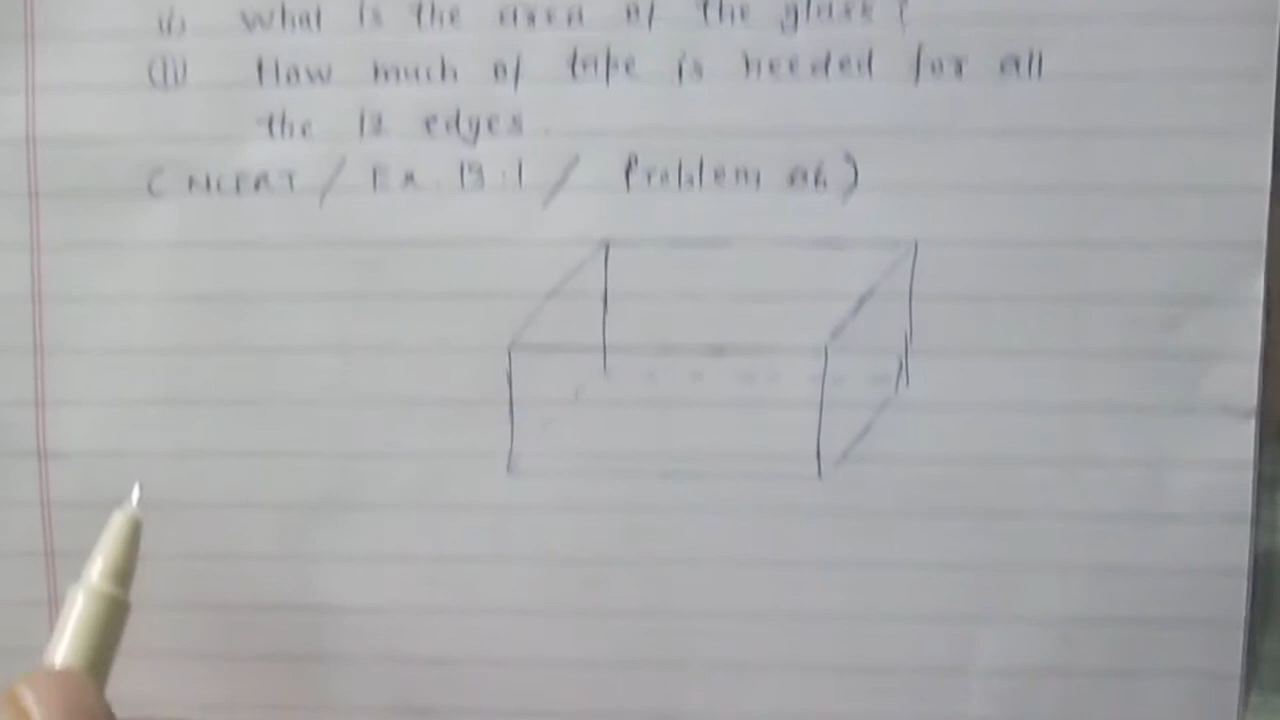 (i) What is the area of the glass?
(ii) How much of tape is needed for all
the 12 edges
(NCERT / Ex. 13.1 / Problem 06)